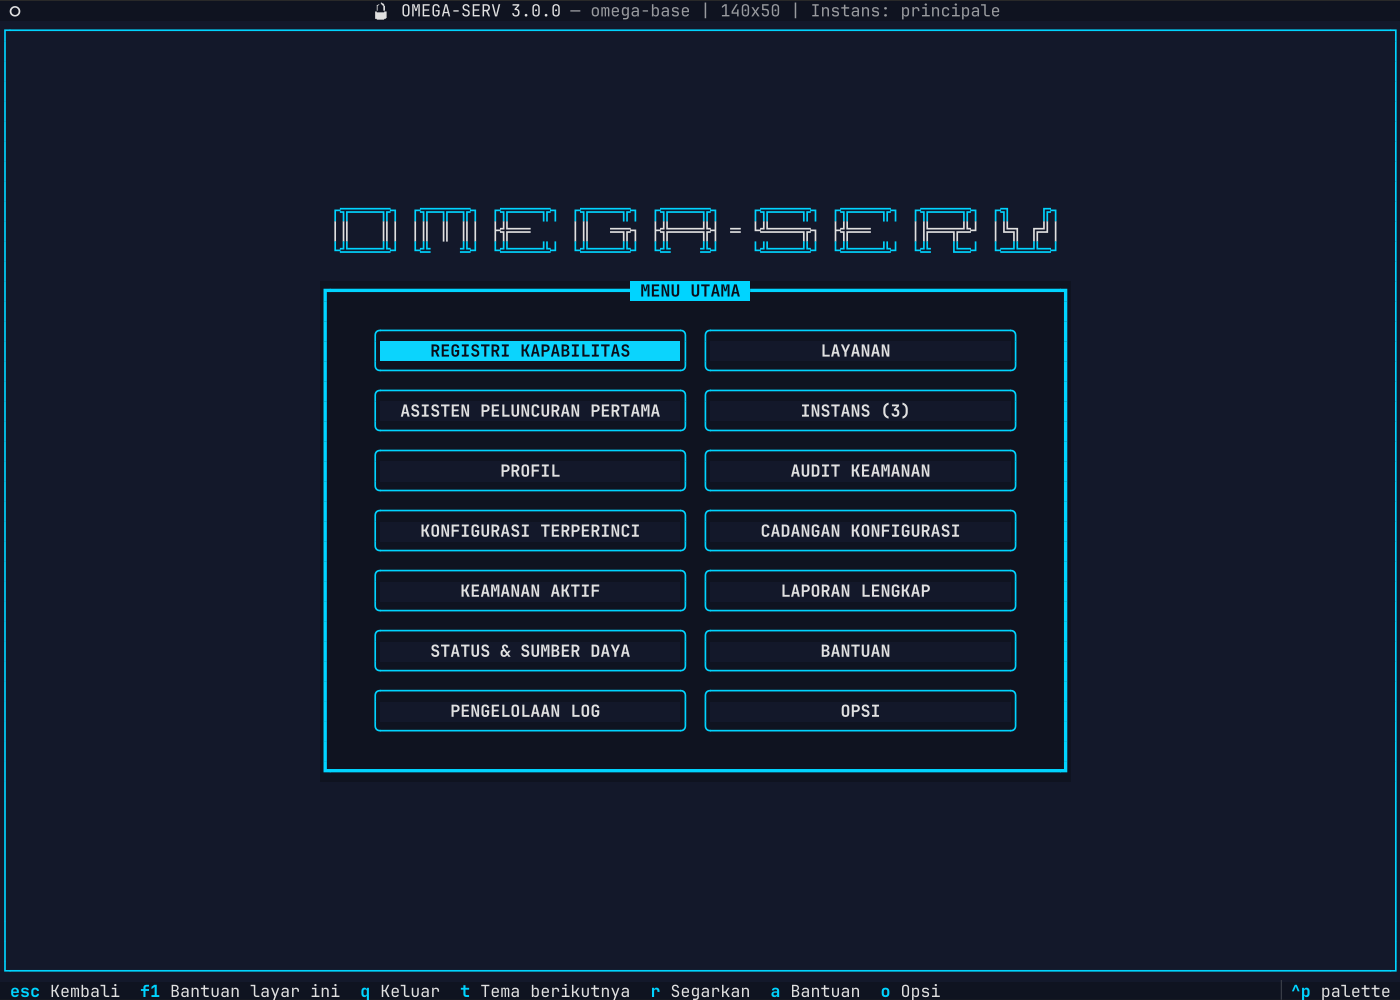 OMEGA-SERV 3.0.0 — omega-base | 140x50 | Instans: principale
OMEGA-SERV
MENU UTAMA
REGISTRI KAPABILITAS
LAYANAN
ASISTEN PELUNCURAN PERTAMA
INSTANS (3)
PROFIL
AUDIT KEAMANAN
KONFIGURASI TERPERINCI
CADANGAN KONFIGURASI
KEAMANAN AKTIF
LAPORAN LENGKAP
STATUS & SUMBER DAYA
BANTUAN
PENGELOLAAN LOG
OPSI
esc Kembali f1 Bantuan layar ini q Keluar t Tema berikutnya r Segarkan a Bantuan o Opsi ^p palette